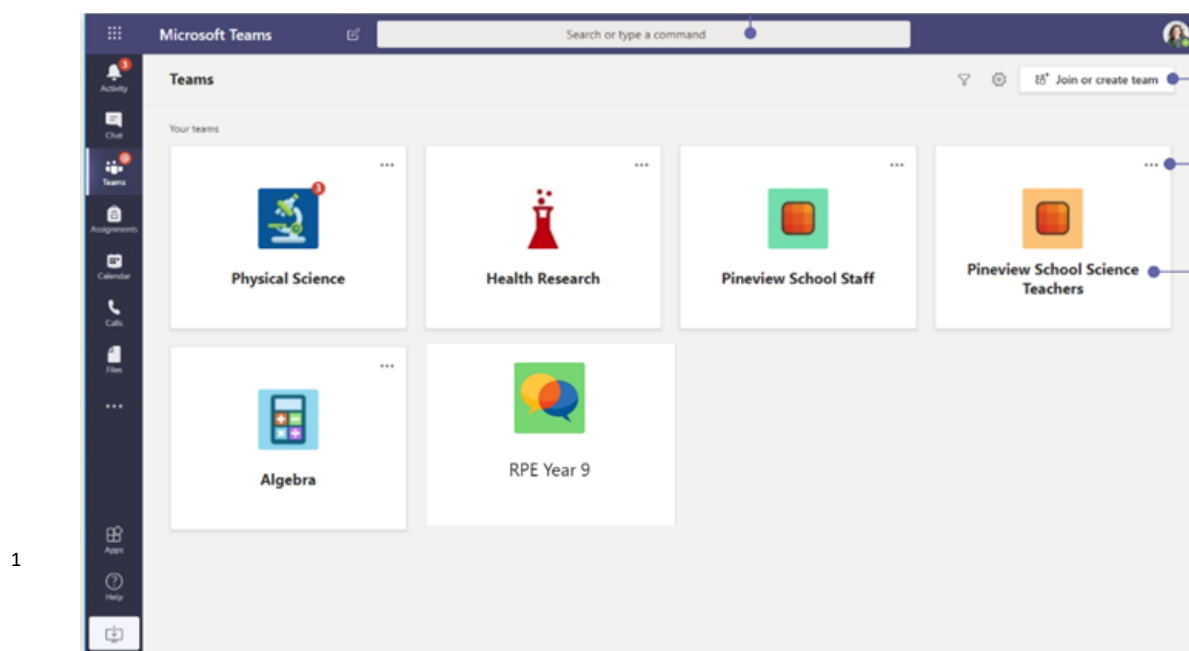 Microsoft Teams
Search or type a command
3
Activity
Teams
Join or create team
Chat
Your teams
Teams
3
Physical Science
Health Research
Pineview School Staff
Pineview School Science
Teachers
Assignments
Calendar
Calls
Files
Algebra
RPE Year 9
Apps
1
Help